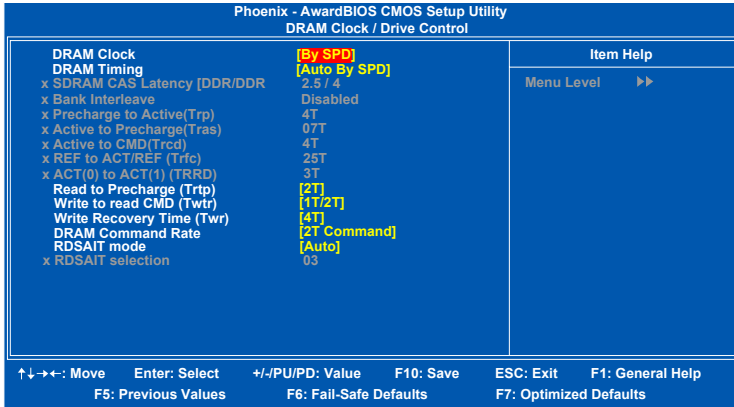 Phoenix - AwardBIOS CMOS Setup Utility
DRAM Clock / Drive Control
DRAM Clock [By SPD]
Item Help
DRAM Timing [Auto By SPD]
x SDRAM CAS Latency [DDR/DDR 2.5 / 4
Menu Level ▶▶
x Bank Interleave Disabled
x Precharge to Active(Trp) 4T
x Active to Precharge(Tras) 07T
x Active to CMD(Trcd) 4T
x REF to ACT/REF (Trfc) 25T
x ACT(0) to ACT(1) (TRRD) 3T
Read to Precharge (Trtp) [2T]
Write to read CMD (Twtr) [1T/2T]
Write Recovery Time (Twr) [4T]
DRAM Command Rate [2T Command]
RDSAIT mode [Auto]
x RDSAIT selection 03
↑↓→←: Move Enter: Select +/-/PU/PD: Value F10: Save ESC: Exit F1: General Help
F5: Previous Values F6: Fail-Safe Defaults F7: Optimized Defaults